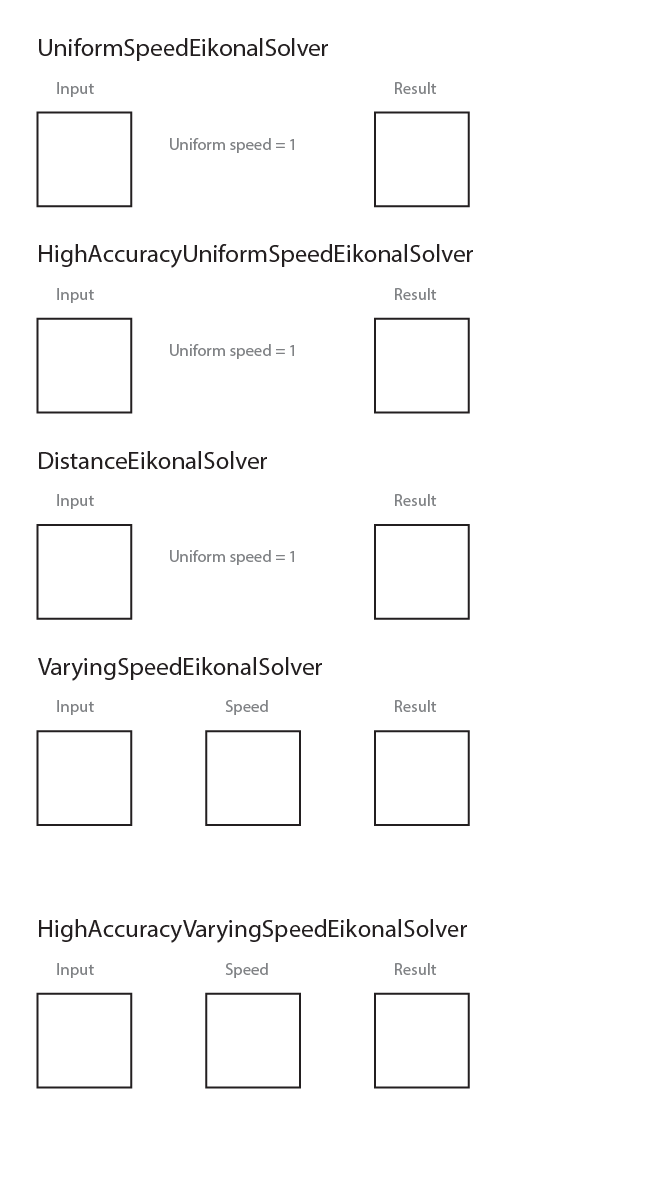 UniformSpeedEikonalSolver
Input Result
Uniform speed = 1
HighAccuracyUniformSpeedEikonalSolver
Input Result
Uniform speed = 1
DistanceEikonalSolver
Input Result
Uniform speed = 1
VaryingSpeedEikonalSolver
Input Speed Result
HighAccuracyVaryingSpeedEikonalSolver
Input Speed Result